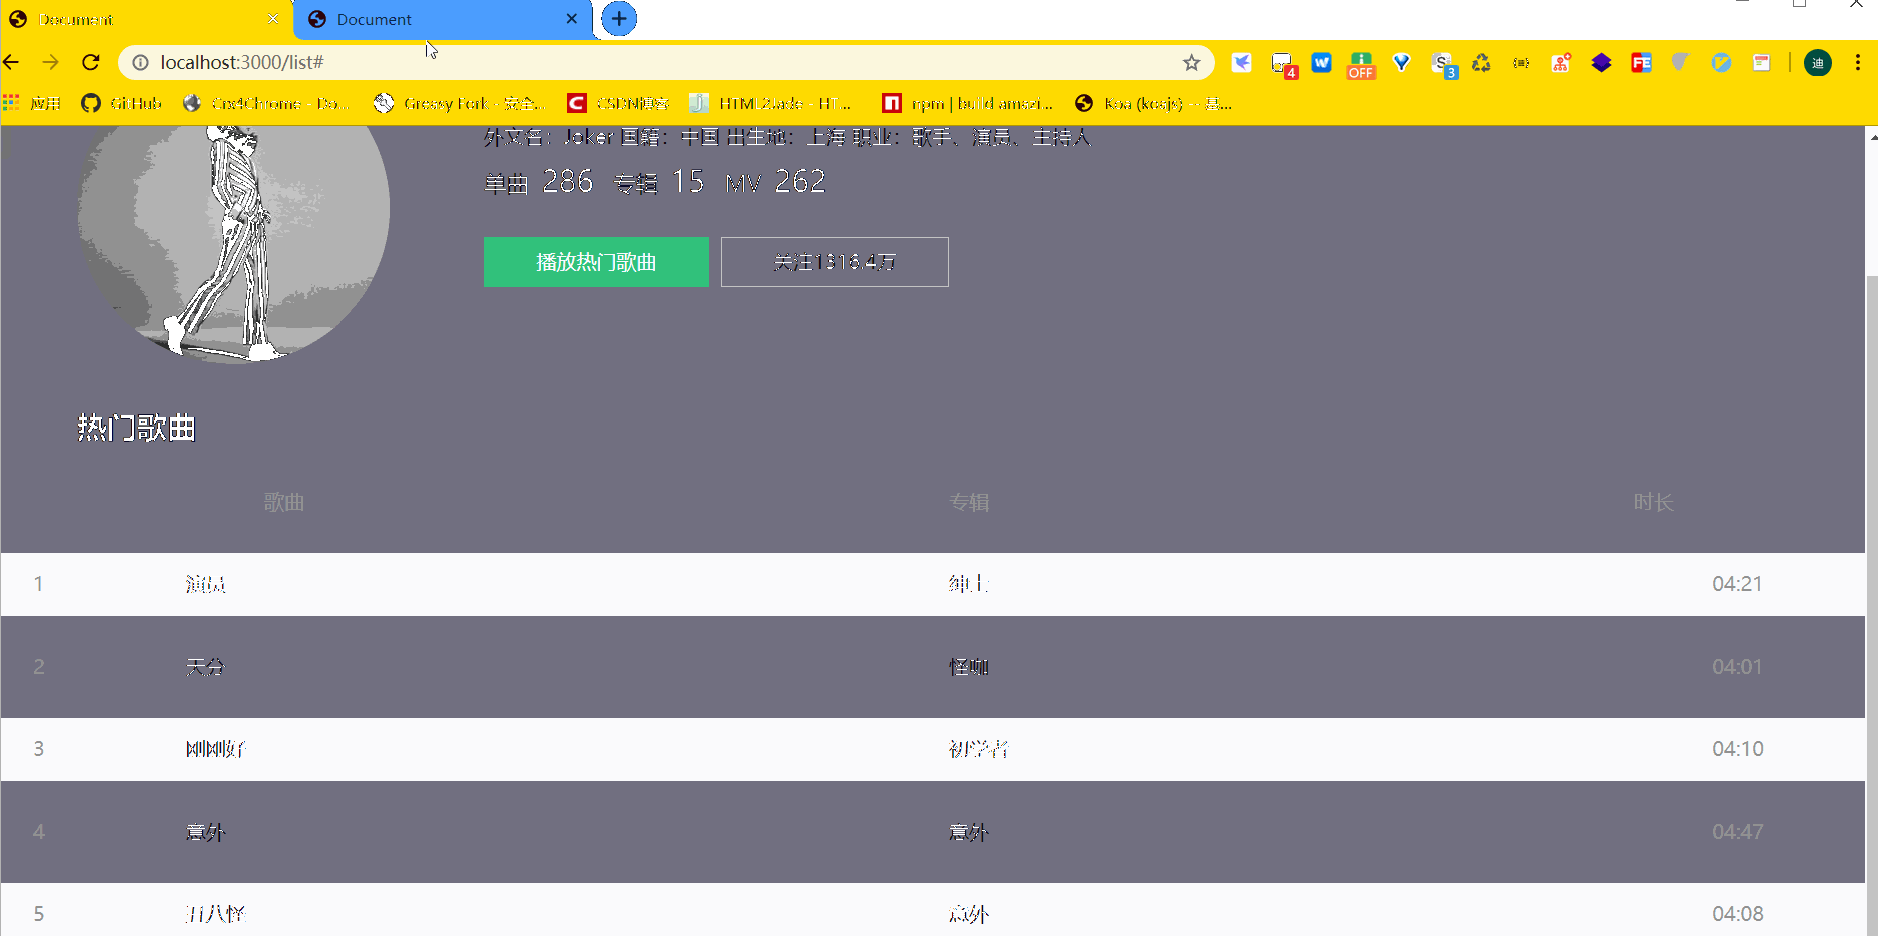 Document
Document
localhost:3000/list#
4
OFF
3
FE
迪
应用
GitHub
Crx4Chrome - Do...
Greasy Fork - 安全...
CSDN博客
HTML2Jade - HT...
npm | build amazi...
Koa (koajs) -- 基...
外文名：Joker 国籍：中国 出生地：上海 职业：歌手、演员、主持人
单曲 286 专辑 15 MV 262
播放热门歌曲
关注1316.4万
热门歌曲
歌曲 专辑 时长
1 演员 绅士 04:21
2 天分 怪咖 04:01
3 刚刚好 初学者 04:10
4 意外 意外 04:47
5 丑八怪 意外 04:08